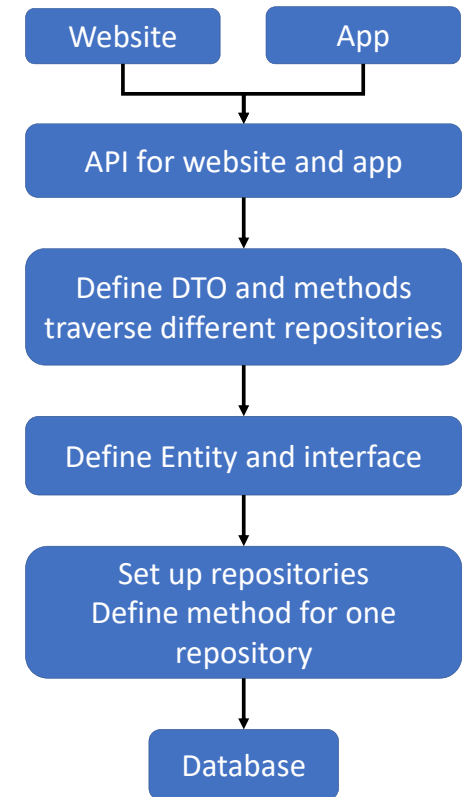 Website
App
API for website and app
Define DTO and methods
traverse different repositories
Define Entity and interface
Set up repositories
Define method for one
repository
Database